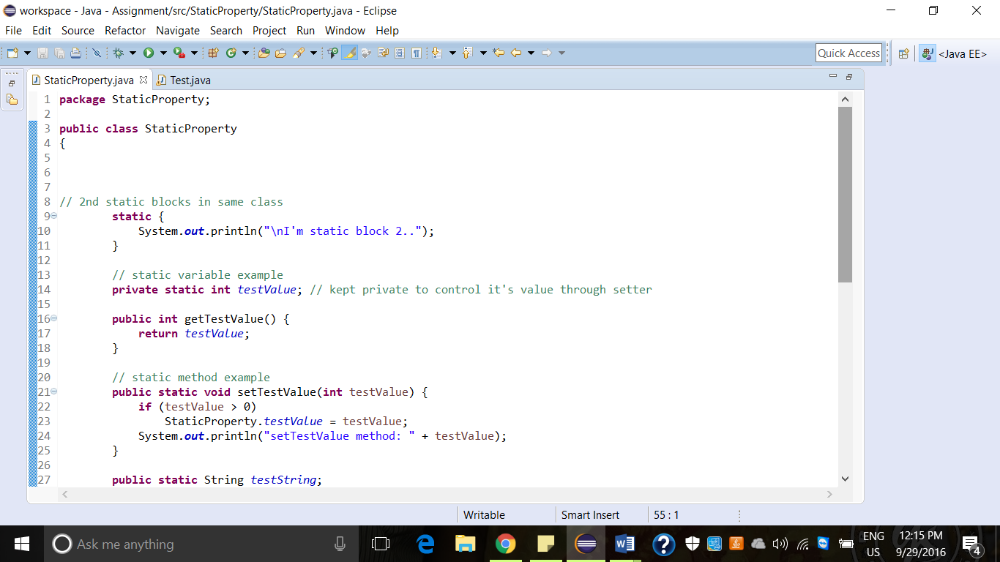 workspace - Java - Assignment/src/StaticProperty/StaticProperty.java - Eclipse
File Edit Source Refactor Navigate Search Project Run Window Help
Quick Access <Java EE>
StaticProperty.java Test.java
1 package StaticProperty;
2
3 public class StaticProperty
4 {
5
6
7
8 // 2nd static blocks in same class
9 static {
10 System.out.println("\nI'm static block 2..");
11 }
12
13 // static variable example
14 private static int testValue; // kept private to control it's value through setter
15
16 public int getTestValue() {
17 return testValue;
18 }
19
20 // static method example
21 public static void setTestValue(int testValue) {
22 if (testValue > 0)
23 StaticProperty.testValue = testValue;
24 System.out.println("setTestValue method: " + testValue);
25 }
26
27 public static String testString;
Writable Smart Insert 55 : 1
Ask me anything
ENG 12:15 PM
US 9/29/2016 4